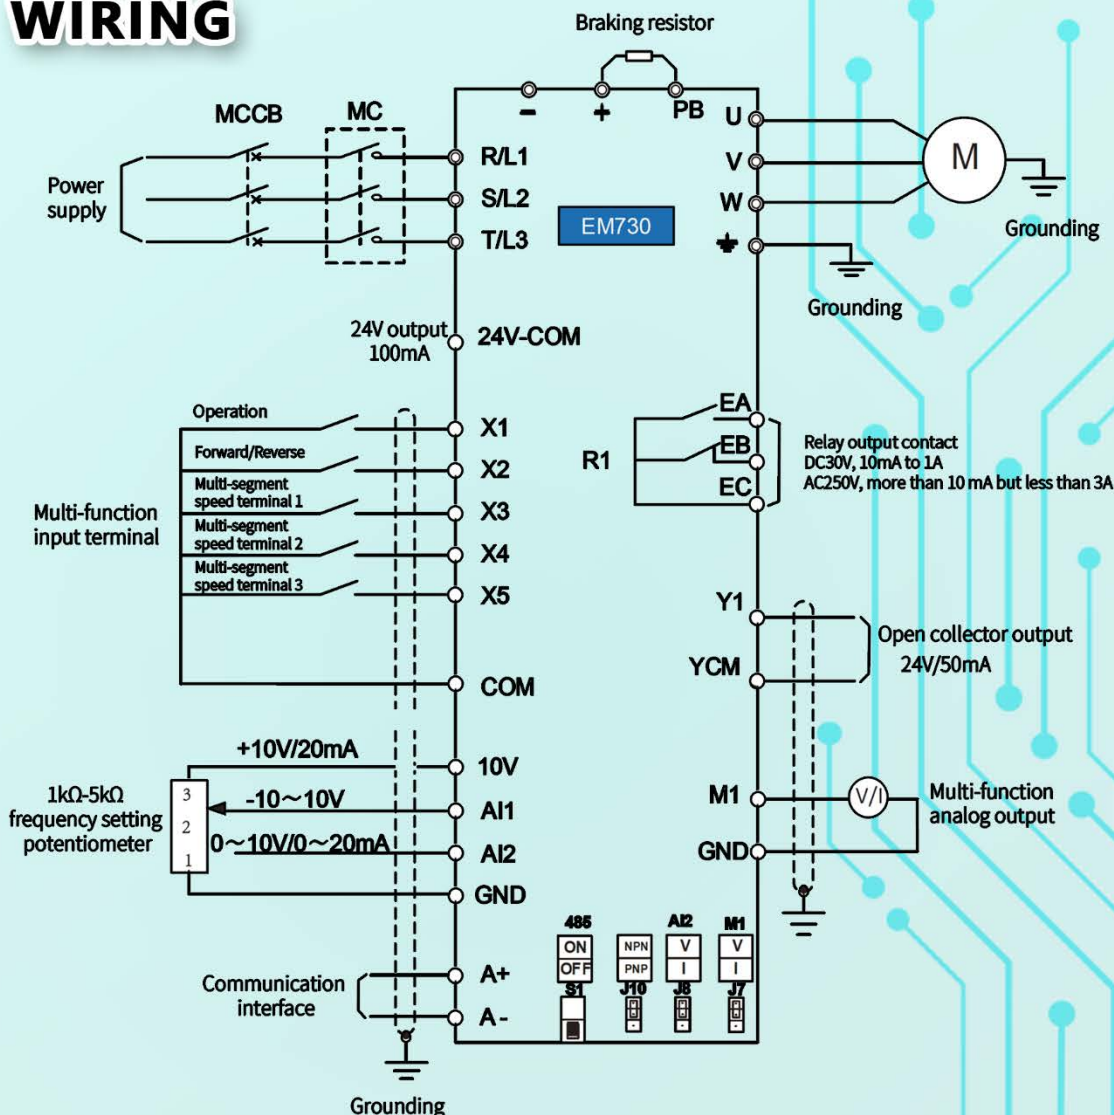 WIRING
Braking resistor
-
+
PB
MCCB
MC
Power
supply
R/L1
S/L2
T/L3
EM730
U
V
W
M
Grounding
Grounding
24V output
100mA
24V-COM
Operation
X1
Forward/Reverse
X2
Multi-segment
speed terminal 1
X3
Multi-function
input terminal
Multi-segment
speed terminal 2
X4
Multi-segment
speed terminal 3
X5
COM
R1
EA
EB
EC
Relay output contact
DC30V, 10mA to 1A
AC250V, more than 10 mA but less than 3A
Y1
YCM
Open collector output
24V/50mA
+10V/20mA
10V
1kΩ-5kΩ
frequency setting
potentiometer
3
2
1
-10~10V
AI1
0~10V/0~20mA
AI2
GND
M1
V/I
GND
Multi-function
analog output
Communication
interface
A+
A-
Grounding
485
ON
OFF
S1
NPN
PNP
J10
AI2
V
I
J8
M1
V
I
J7